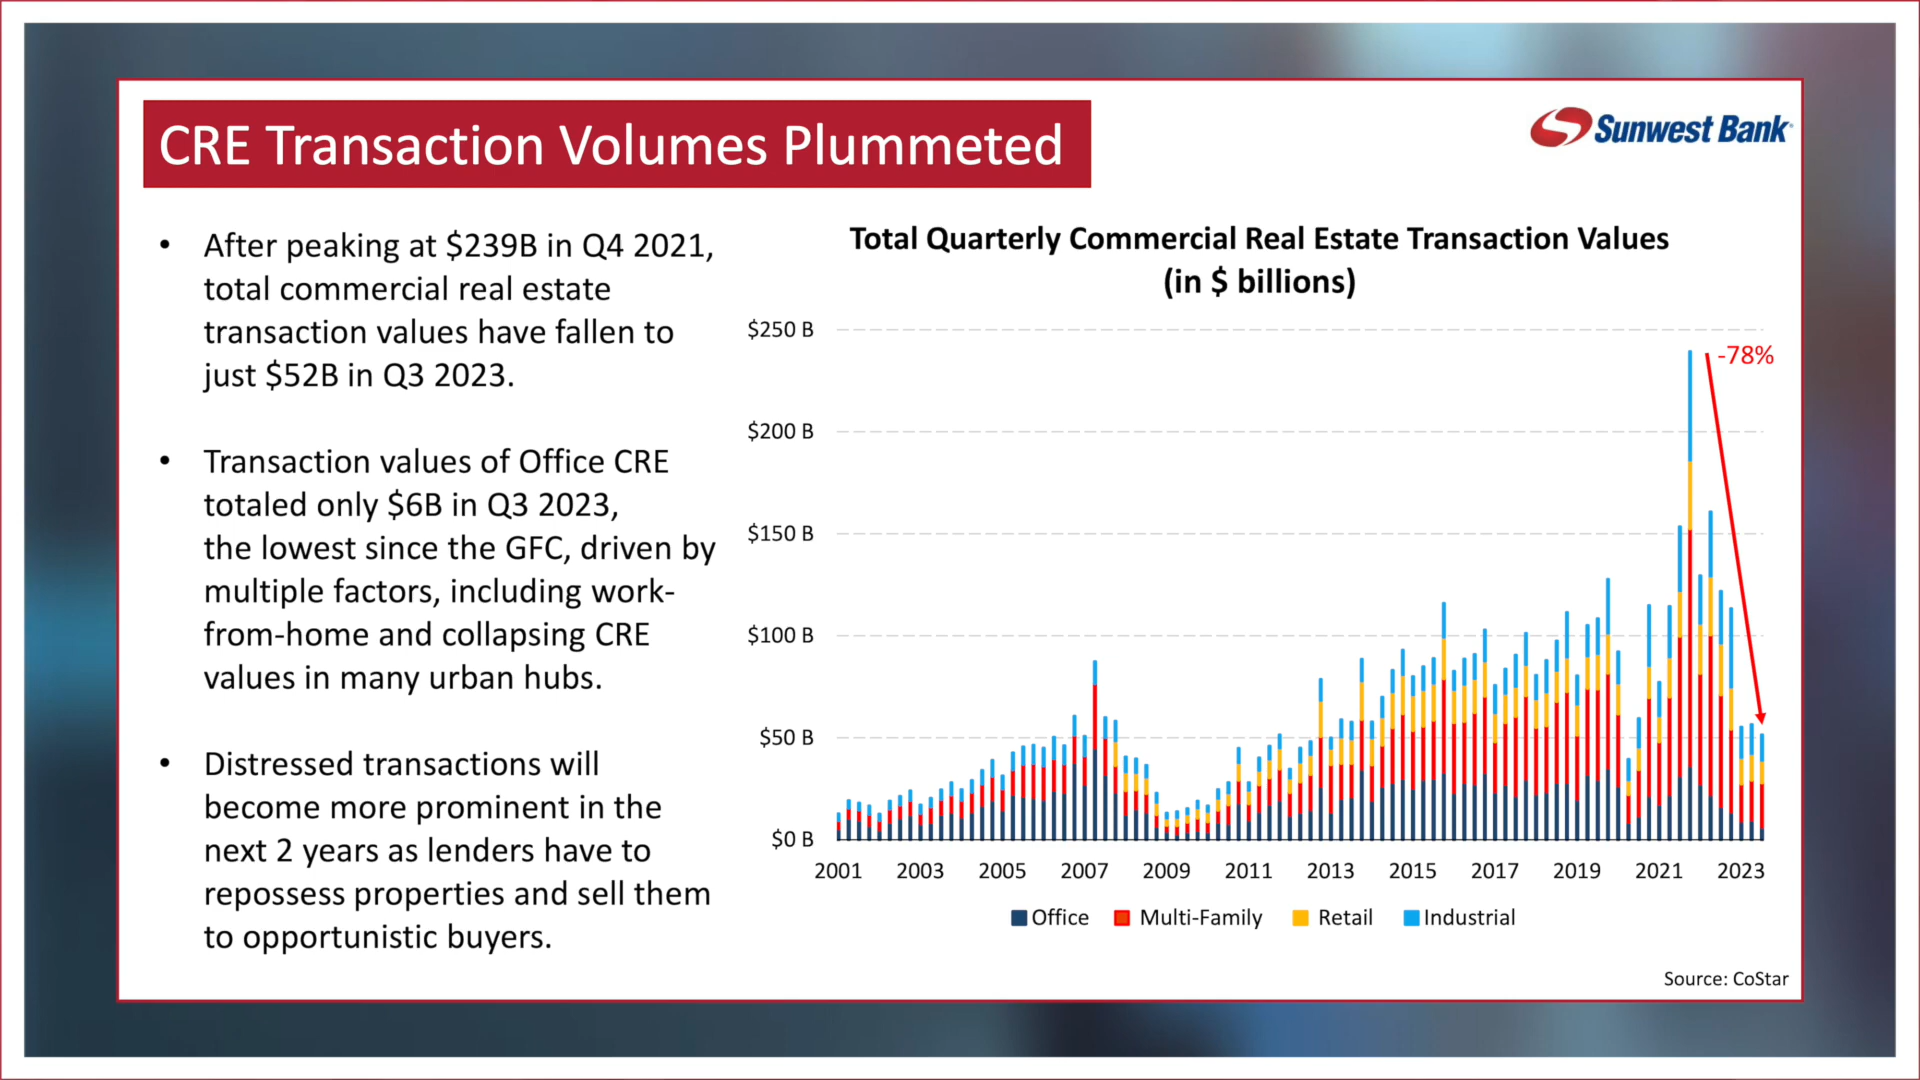 CRE Transaction Volumes Plummeted
Sunwest Bank
• After peaking at $239B in Q4 2021,
total commercial real estate
transaction values have fallen to
just $52B in Q3 2023.
• Transaction values of Office CRE
totaled only $6B in Q3 2023,
the lowest since the GFC, driven by
multiple factors, including work-
from-home and collapsing CRE
values in many urban hubs.
• Distressed transactions will
become more prominent in the
next 2 years as lenders have to
repossess properties and sell them
to opportunistic buyers.
Total Quarterly Commercial Real Estate Transaction Values
(in $ billions)
$250 B
-78%
$200 B
$150 B
$100 B
$50 B
$0 B
2001 2003 2005 2007 2009 2011 2013 2015 2017 2019 2021 2023
Office Multi-Family Retail Industrial
Source: CoStar